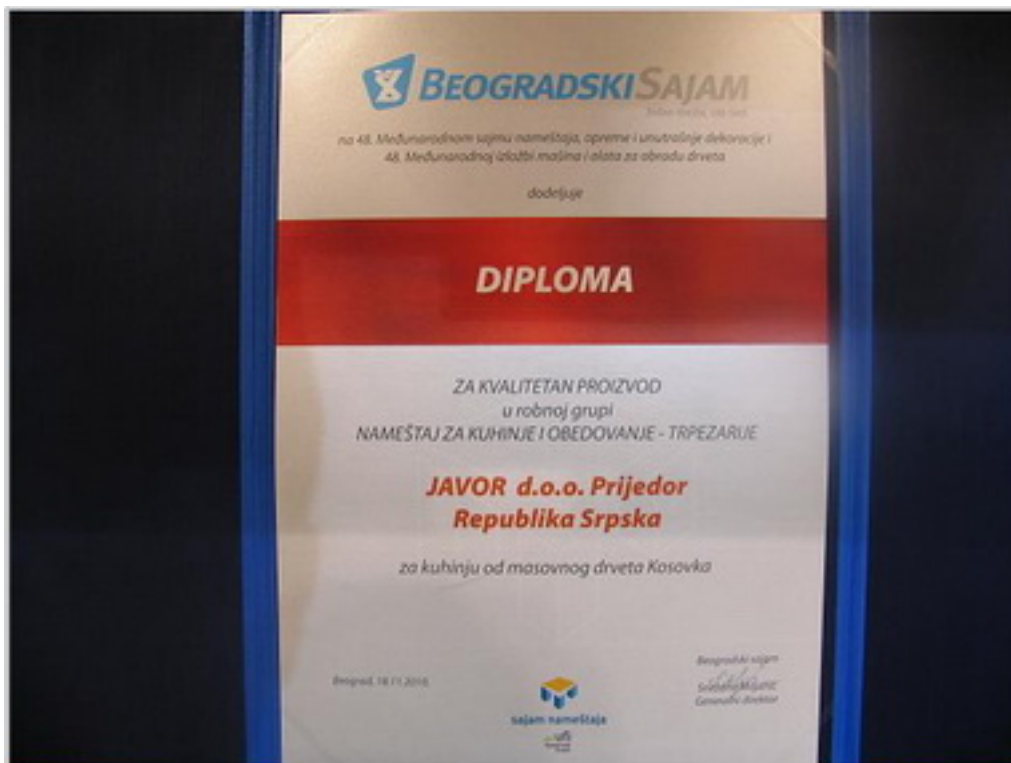 BEOGRADSKI SAJAM
na 48. Međunarodnom sajmu nameštaja, opreme i unutrašnje dekoracije i
48. Međunarodnoj izložbi mašina i alata za obradu drveta
dodeljuje
DIPLOMA
ZA KVALITETAN PROIZVOD
u robnoj grupi
NAMEŠTAJ ZA KUHINJE I OBEDOVANJE - TRPEZARIJE
JAVOR d.o.o. Prijedor
Republika Srpska
za kuhinju od masovnog drveta Kosovka
Beogradski sajam
Beograd, 18.11.2010.
Generalni direktor
sajam nameštaja
ufi